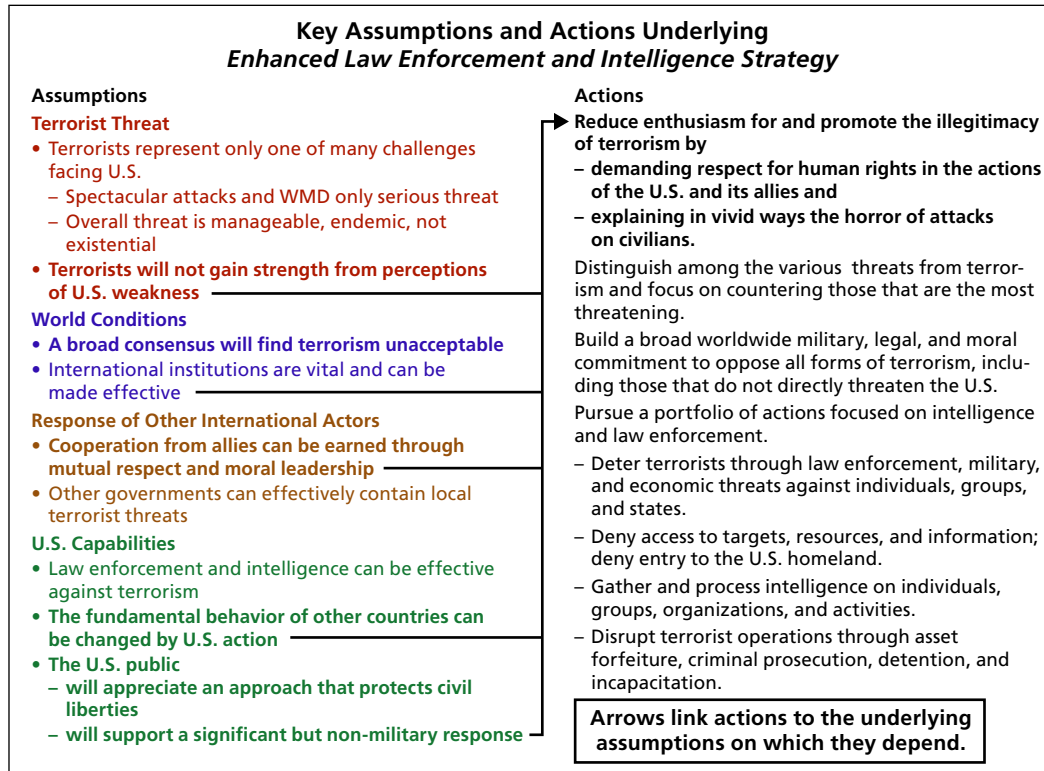 Key Assumptions and Actions Underlying
Enhanced Law Enforcement and Intelligence Strategy
Assumptions
Terrorist Threat
• Terrorists represent only one of many challenges
facing U.S.
– Spectacular attacks and WMD only serious threat
– Overall threat is manageable, endemic, not
existential
• Terrorists will not gain strength from perceptions
of U.S. weakness
World Conditions
• A broad consensus will find terrorism unacceptable
• International institutions are vital and can be
made effective
Response of Other International Actors
• Cooperation from allies can be earned through
mutual respect and moral leadership
• Other governments can effectively contain local
terrorist threats
U.S. Capabilities
• Law enforcement and intelligence can be effective
against terrorism
• The fundamental behavior of other countries can
be changed by U.S. action
• The U.S. public
– will appreciate an approach that protects civil
liberties
– will support a significant but non-military response
Actions
Reduce enthusiasm for and promote the illegitimacy
of terrorism by
– demanding respect for human rights in the actions
of the U.S. and its allies and
– explaining in vivid ways the horror of attacks
on civilians.
Distinguish among the various threats from terror-
ism and focus on countering those that are the most
threatening.
Build a broad worldwide military, legal, and moral
commitment to oppose all forms of terrorism, inclu-
ding those that do not directly threaten the U.S.
Pursue a portfolio of actions focused on intelligence
and law enforcement.
– Deter terrorists through law enforcement, military,
and economic threats against individuals, groups,
and states.
– Deny access to targets, resources, and information;
deny entry to the U.S. homeland.
– Gather and process intelligence on individuals,
groups, organizations, and activities.
– Disrupt terrorist operations through asset
forfeiture, criminal prosecution, detention, and
incapacitation.
Arrows link actions to the underlying
assumptions on which they depend.